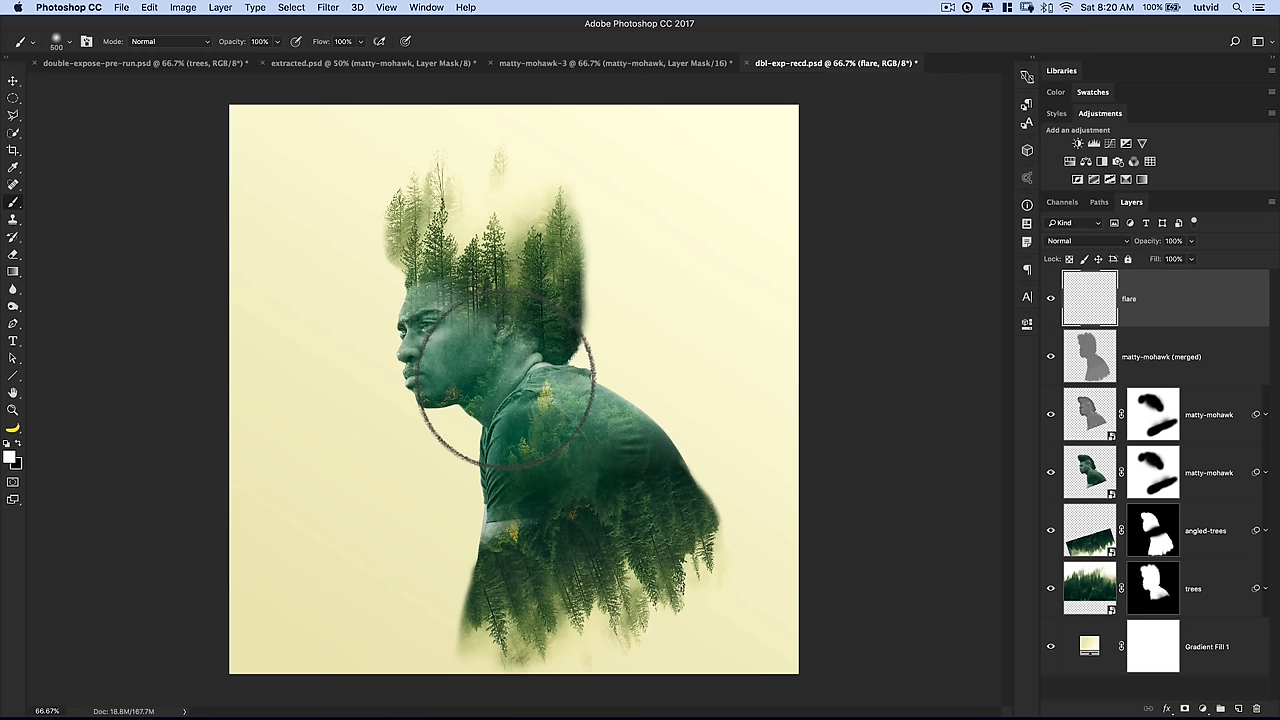 Photoshop CC File Edit Image Layer Type Select Filter 3D View Window Help Sat 8:20 AM 100%
Adobe Photoshop CC 2017
500 Mode: Normal Opacity: 100% Flow: 100%
double-expose-pre-run.psd @ 66.7% (trees, RGB/8*) * extracted.psd @ 50% (matty-mohawk, Layer Mask/8) * matty-mohawk-3 @ 66.7% (matty-mohawk, Layer Mask/16) * dbl-exp-recd.psd @ 66.7% (flare, RGB/8*) *
Libraries
Color Swatches
Styles Adjustments
Add an adjustment
Channels Paths Layers
Kind
Normal Opacity: 100%
Lock: Fill: 100%
flare
matty-mohawk (merged)
matty-mohawk
matty-mohawk
angled-trees
trees
Gradient Fill 1
66.67% Doc: 18.8M/167.7M